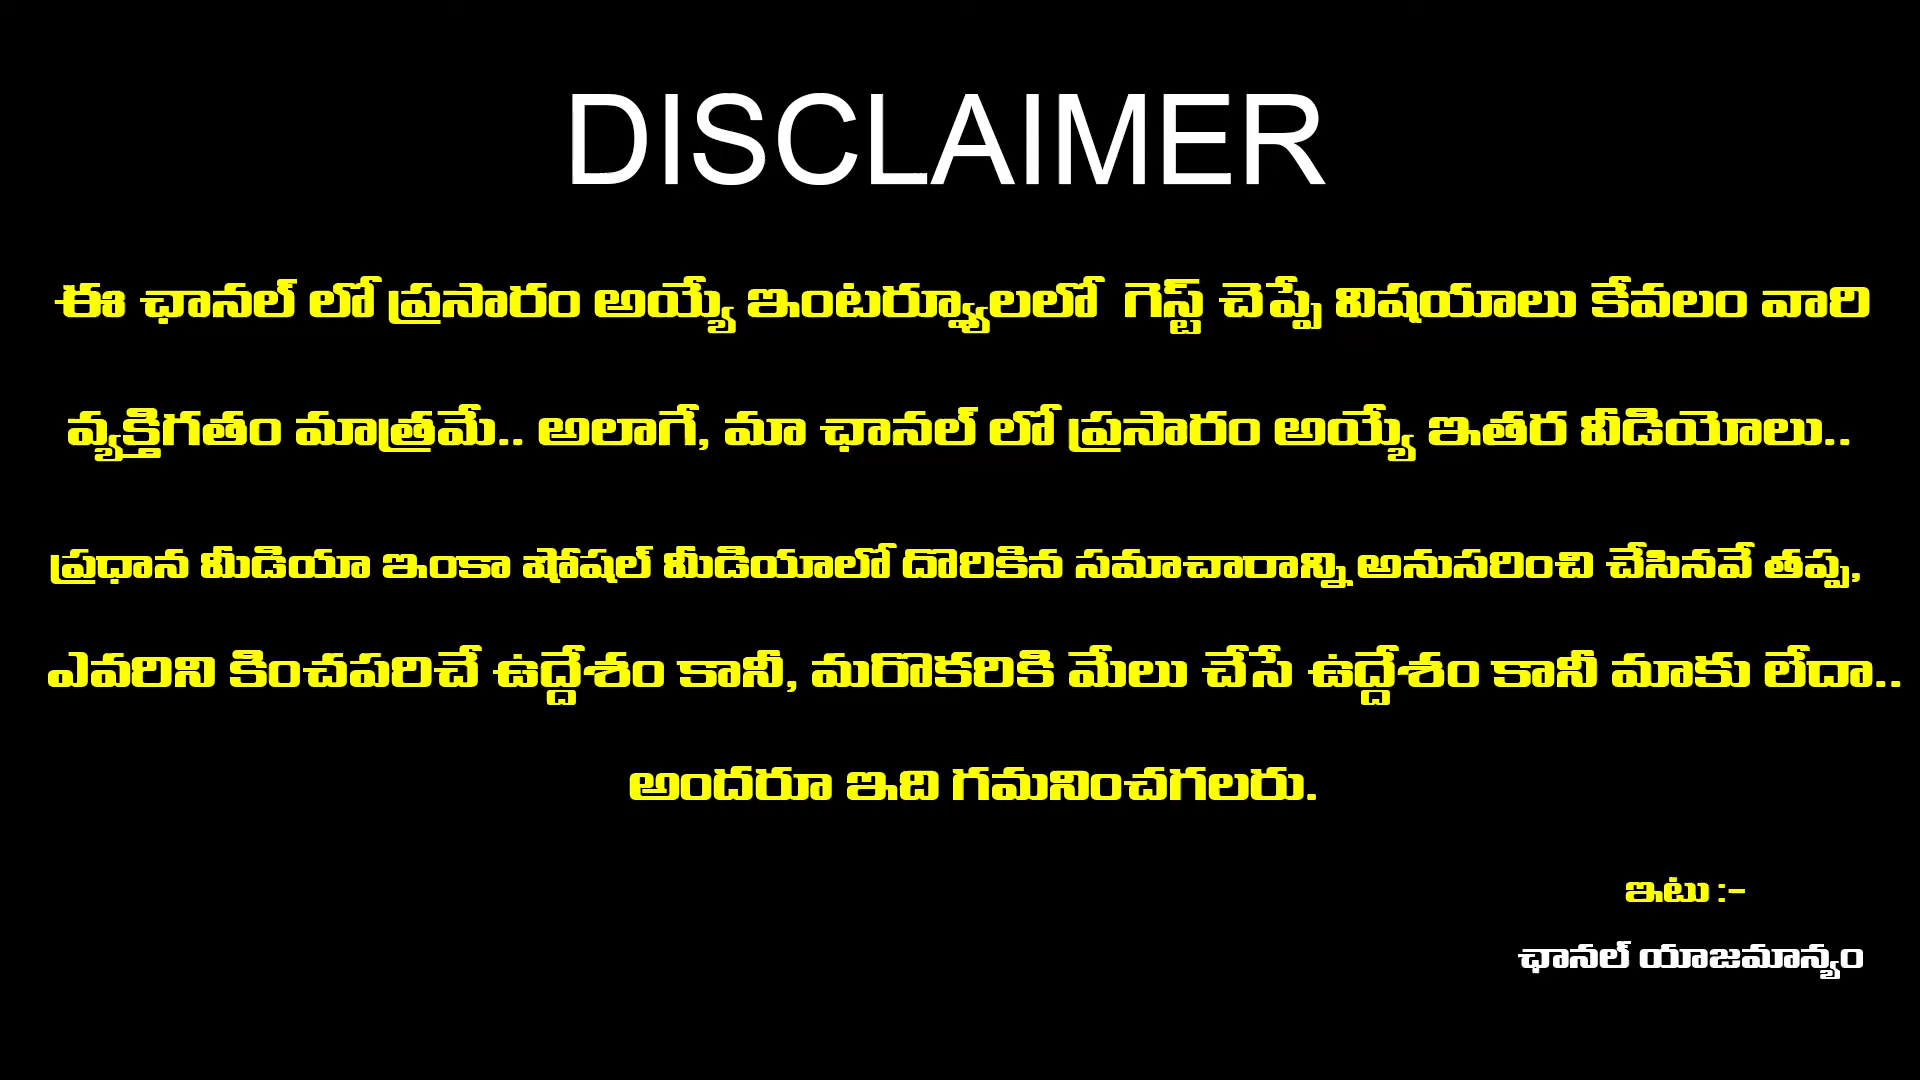 DISCLAIMER
ఈ ఛానల్ లో ప్రసారం అయ్యే ఇంటర్వ్యూలలో గెస్ట్ చెప్పే విషయాలు కేవలం వారి
వ్యక్తిగతం మాత్రమే.. అలాగే, మా ఛానల్ లో ప్రసారం అయ్యే ఇతర వీడియోలు..
ప్రధాన మీడియా ఇంకా షోషల్ మీడియాలో దొరికిన సమాచారాన్ని అనుసరించి చేసినవే తప్ప,
ఎవరిని కించపరిచే ఉద్దేశం కానీ, మరొకరికి మేలు చేసే ఉద్దేశం కానీ మాకు లేదా..
అందరూ ఇది గమనించగలరు.
ఇటు :-
ఛానల్ యాజమాన్యం